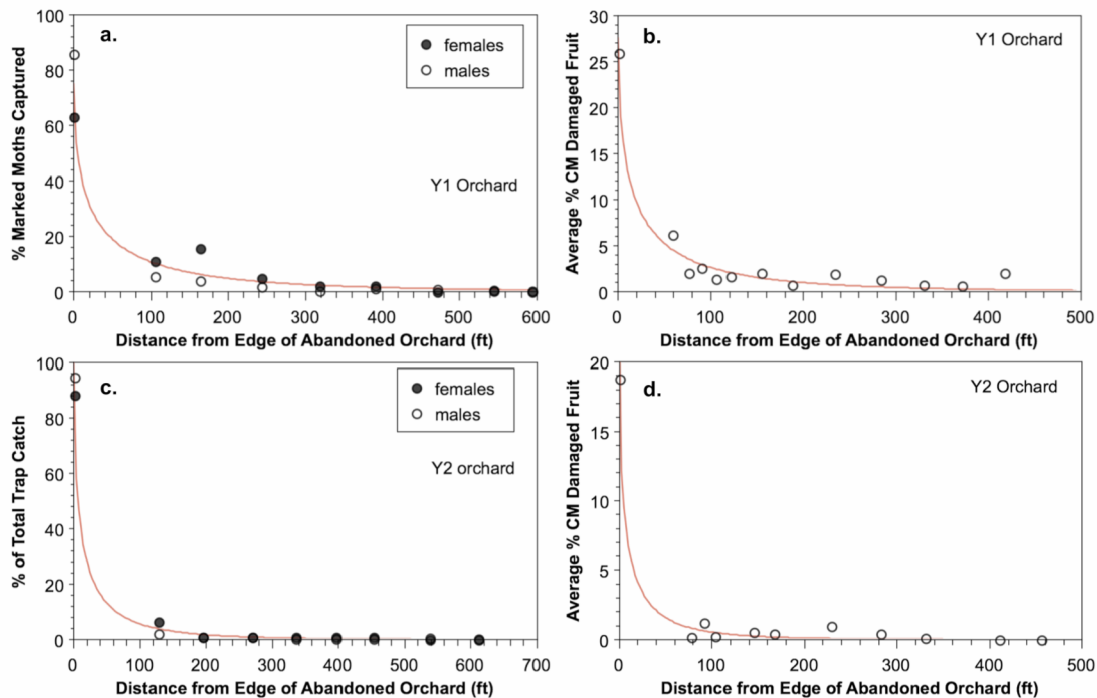 a.
females
males
Y1 Orchard
% Marked Moths Captured
100
80
60
40
20
0
0 100 200 300 400 500 600
Distance from Edge of Abandoned Orchard (ft)
b.
Y1 Orchard
Average % CM Damaged Fruit
30
25
20
15
10
5
0
0 100 200 300 400 500
Distance from Edge of Abandoned Orchard (ft)
c.
females
males
Y2 orchard
% of Total Trap Catch
100
80
60
40
20
0
0 100 200 300 400 500 600 700
Distance from Edge of Abandoned Orchard (ft)
d.
Y2 Orchard
Average % CM Damaged Fruit
20
15
10
5
0
0 100 200 300 400 500
Distance from Edge of Abandoned Orchard (ft)